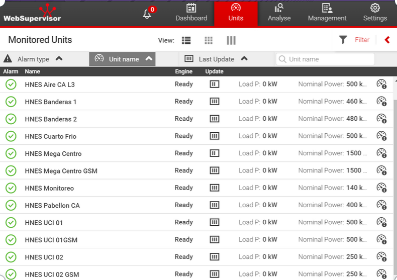 WebSupervisor
0
Dashboard Units Analyse Management Settings
Monitored Units View: Filter
Alarm type Unit name Last Update Unit name
Alarm Name Engine Update
HNES Aire CA L3 Ready Load P: 0 kW Nominal Power: 500 k...
HNES Banderas 1 Ready Load P: 0 kW Nominal Power: 460 k...
HNES Banderas 2 Ready Load P: 0 kW Nominal Power: 480 k...
HNES Cuarto Frio Ready Load P: 0 kW Nominal Power: 500 k...
HNES Mega Centro Ready Load P: 0 kW Nominal Power: 1500 ...
HNES Mega Centro GSM Ready Load P: 0 kW Nominal Power: 1500 ...
HNES Monitoreo Ready Load P: 0 kW Nominal Power: 140 k...
HNES Pabellon CA Ready Load P: 0 kW Nominal Power: 400 k...
HNES UCI 01 Ready Load P: 0 kW Nominal Power: 500 k...
HNES UCI 01GSM Ready Load P: 0 kW Nominal Power: 500 k...
HNES UCI 02 Ready Load P: 0 kW Nominal Power: 250 k...
HNES UCI 02 GSM Ready Load P: 0 kW Nominal Power: 250 k...